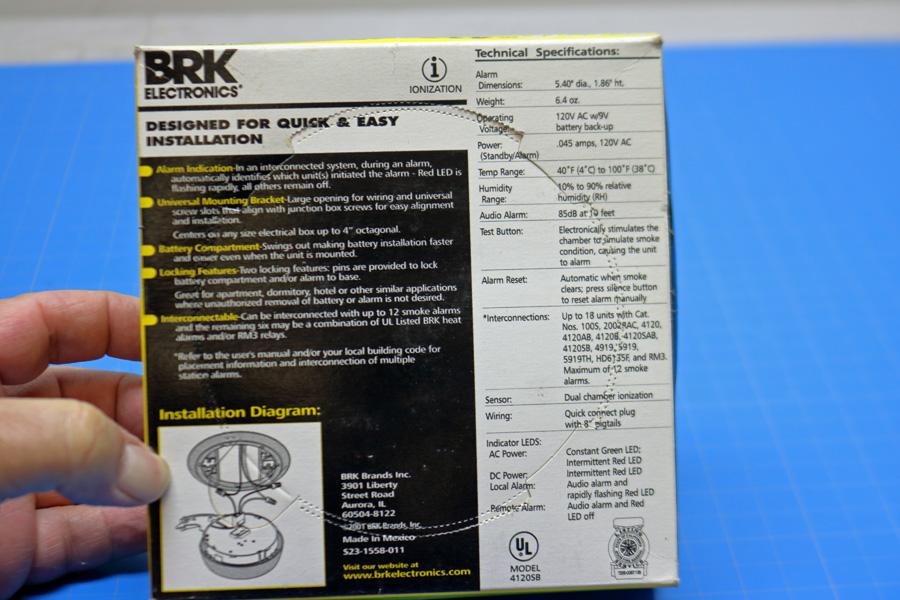 BRK
ELECTRONICS®
i
IONIZATION
DESIGNED FOR QUICK & EASY
INSTALLATION
Alarm Indication-In an interconnected system, during an alarm,
automatically identifies which unit(s) initiated the alarm - Red LED is
flashing rapidly, all others remain off.
Universal Mounting Bracket-Large opening for wiring and universal
screw slots that align with junction box screws for easy alignment
and installation.
Centers on any size electrical box up to 4" octagonal.
Battery Compartment-Swings out making battery installation faster
and easier even when the unit is mounted.
Locking Features-Two locking features: pins are provided to lock
battery compartment and/or alarm to base.
Great for apartment, dormitory, hotel or other similar applications
where unauthorized removal of battery or alarm is not desired.
Interconnectable-Can be interconnected with up to 12 smoke alarms
and the remaining six may be a combination of UL Listed BRK heat
alarms and/or RM3 relays.
*Refer to the user's manual and/or your local building code for
placement information and interconnection of multiple
station alarms.
Installation Diagram:
BRK Brands Inc.
3901 Liberty
Street Road
Aurora, IL
60504-8122
©2001 BRK Brands, Inc.
Made in Mexico
S23-1558-011
Visit our website at
www.brkelectronics.com
Technical Specifications:
Alarm
Dimensions: 5.40" dia., 1.86" ht.
Weight: 6.4 oz.
Operating 120V AC w/9V
Voltage: battery back-up
Power: .045 amps, 120V AC
(Standby/Alarm)
Temp Range: 40°F (4°C) to 100°F (38°C)
Humidity 10% to 90% relative
Range: humidity (RH)
Audio Alarm: 85dB at 10 feet
Test Button: Electronically stimulates the
chamber to simulate smoke
condition, causing the unit
to alarm
Alarm Reset: Automatic when smoke
clears; press silence button
to reset alarm manually
*Interconnections: Up to 18 units with Cat.
Nos. 100S, 2002RAC, 4120,
4120AB, 4120B, 4120SAB,
4120SB, 4919, 5919,
5919TH, HD6135F, and RM3.
Maximum of 12 smoke
alarms.
Sensor: Dual chamber ionization
Wiring: Quick connect plug
with 8" pigtails
Indicator LEDS:
AC Power: Constant Green LED;
Intermittent Red LED
DC Power: Intermittent Red LED
Local Alarm: Audio alarm and
rapidly flashing Red LED
Remote Alarm: Audio alarm and Red
LED off
UL
MODEL
4120SB